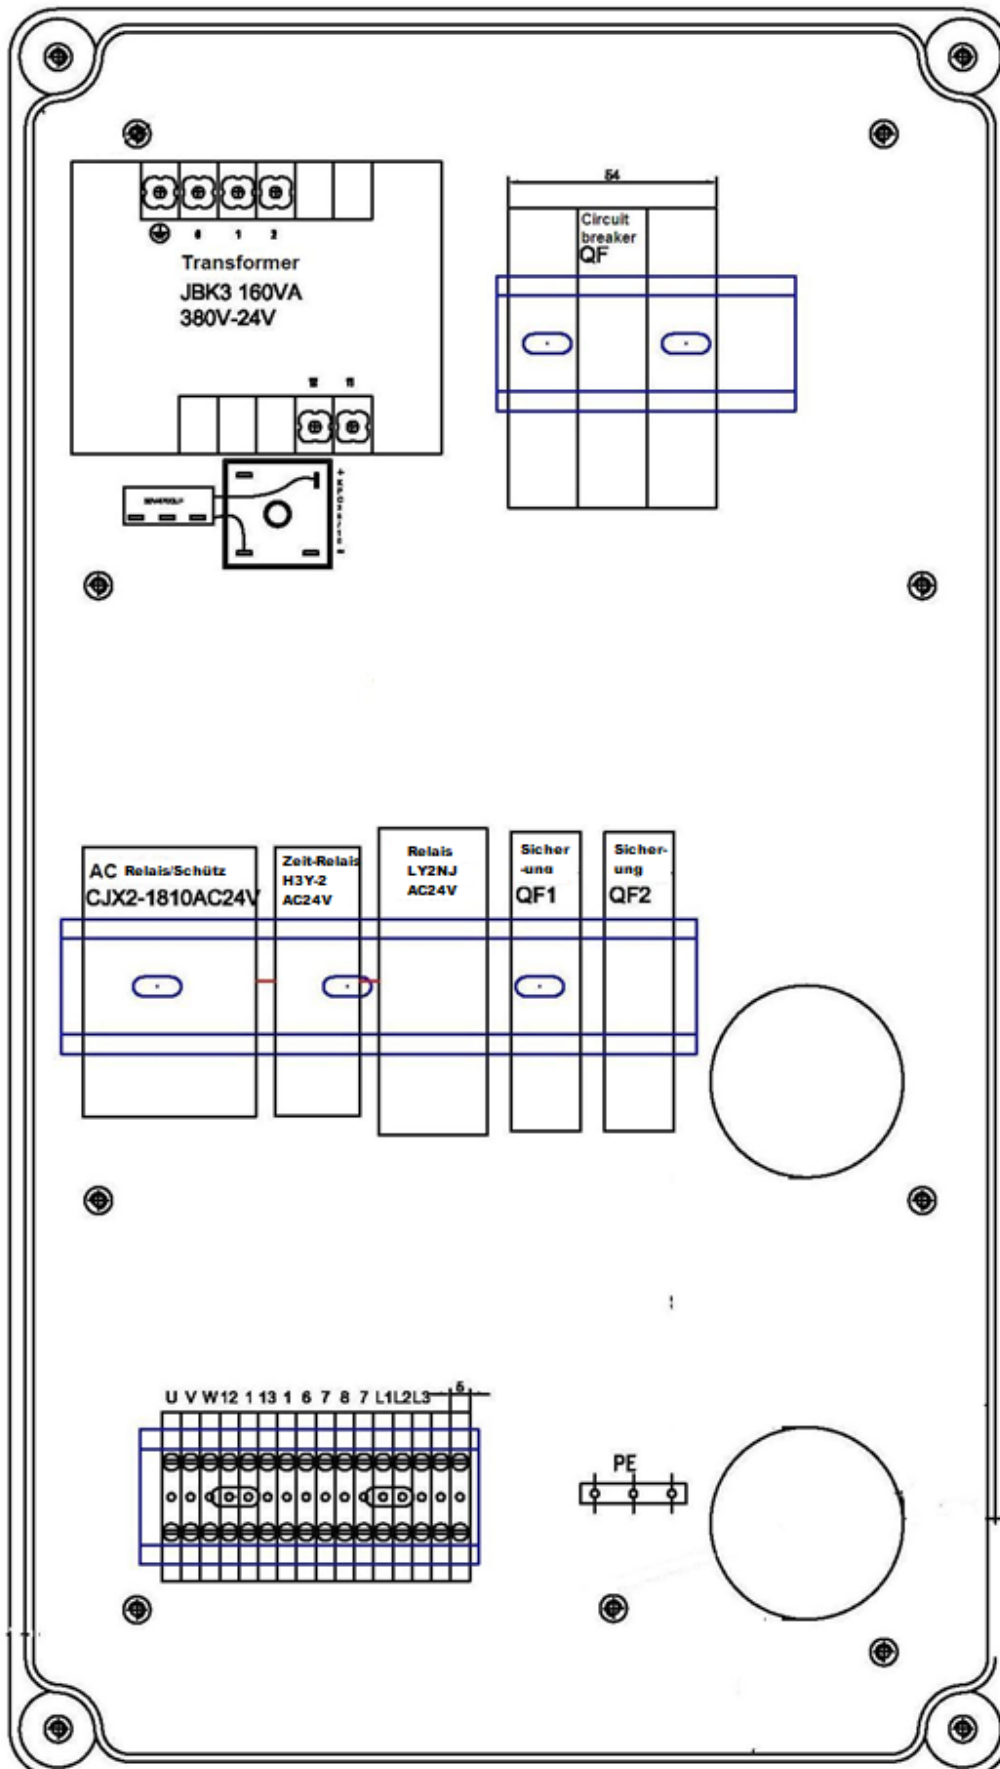 54
Circuit
breaker
QF
1 2
Transformer
JBK3 160VA
380V-24V
11
AC Relais/Schütz
CJX2-1810AC24V
Zeit-Relais
H3Y-2
AC24V
Relais
LY2NJ
AC24V
Sicher
-ung
QF1
Sicher-
ung
QF2
U V W 12 1 13 1 6 7 8 7 L1 L2 L3
5
PE